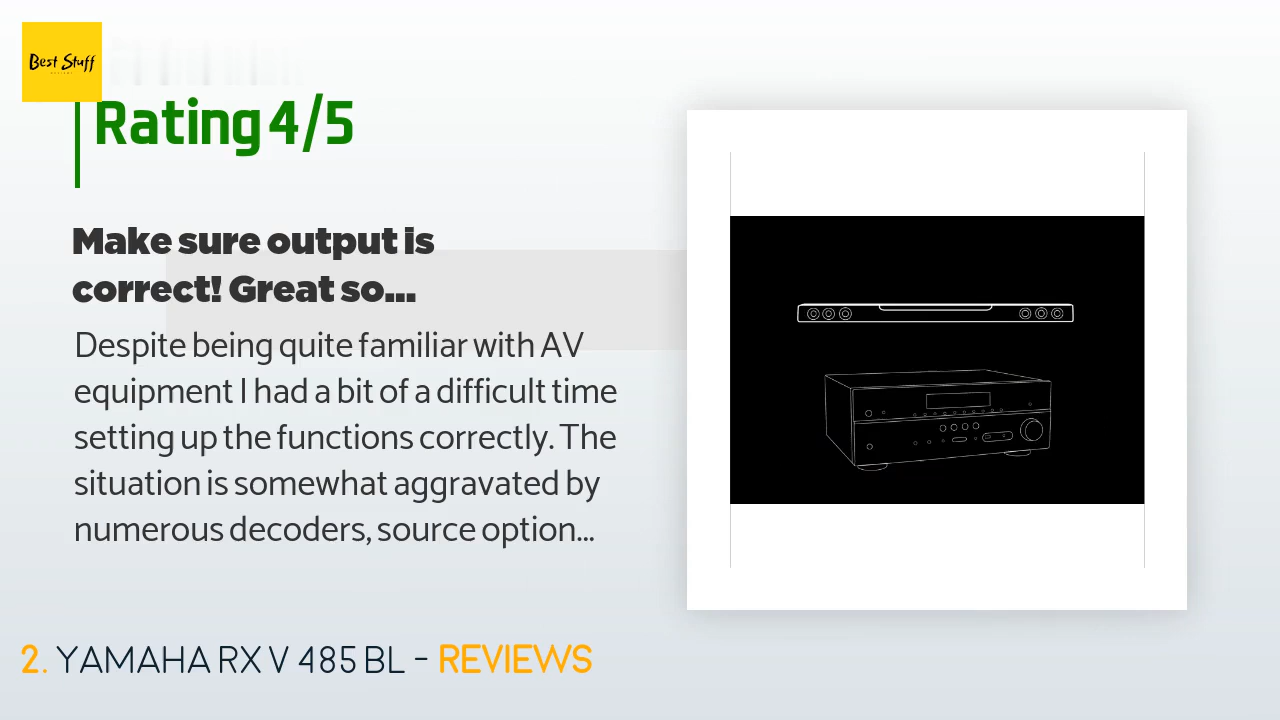 Best Stuff
Rating 4/5
Make sure output is
correct! Great so...
Despite being quite familiar with AV
equipment I had a bit of a difficult time
setting up the functions correctly. The
situation is somewhat aggravated by
numerous decoders, source option...
2. YAMAHA RX V 485 BL - REVIEWS